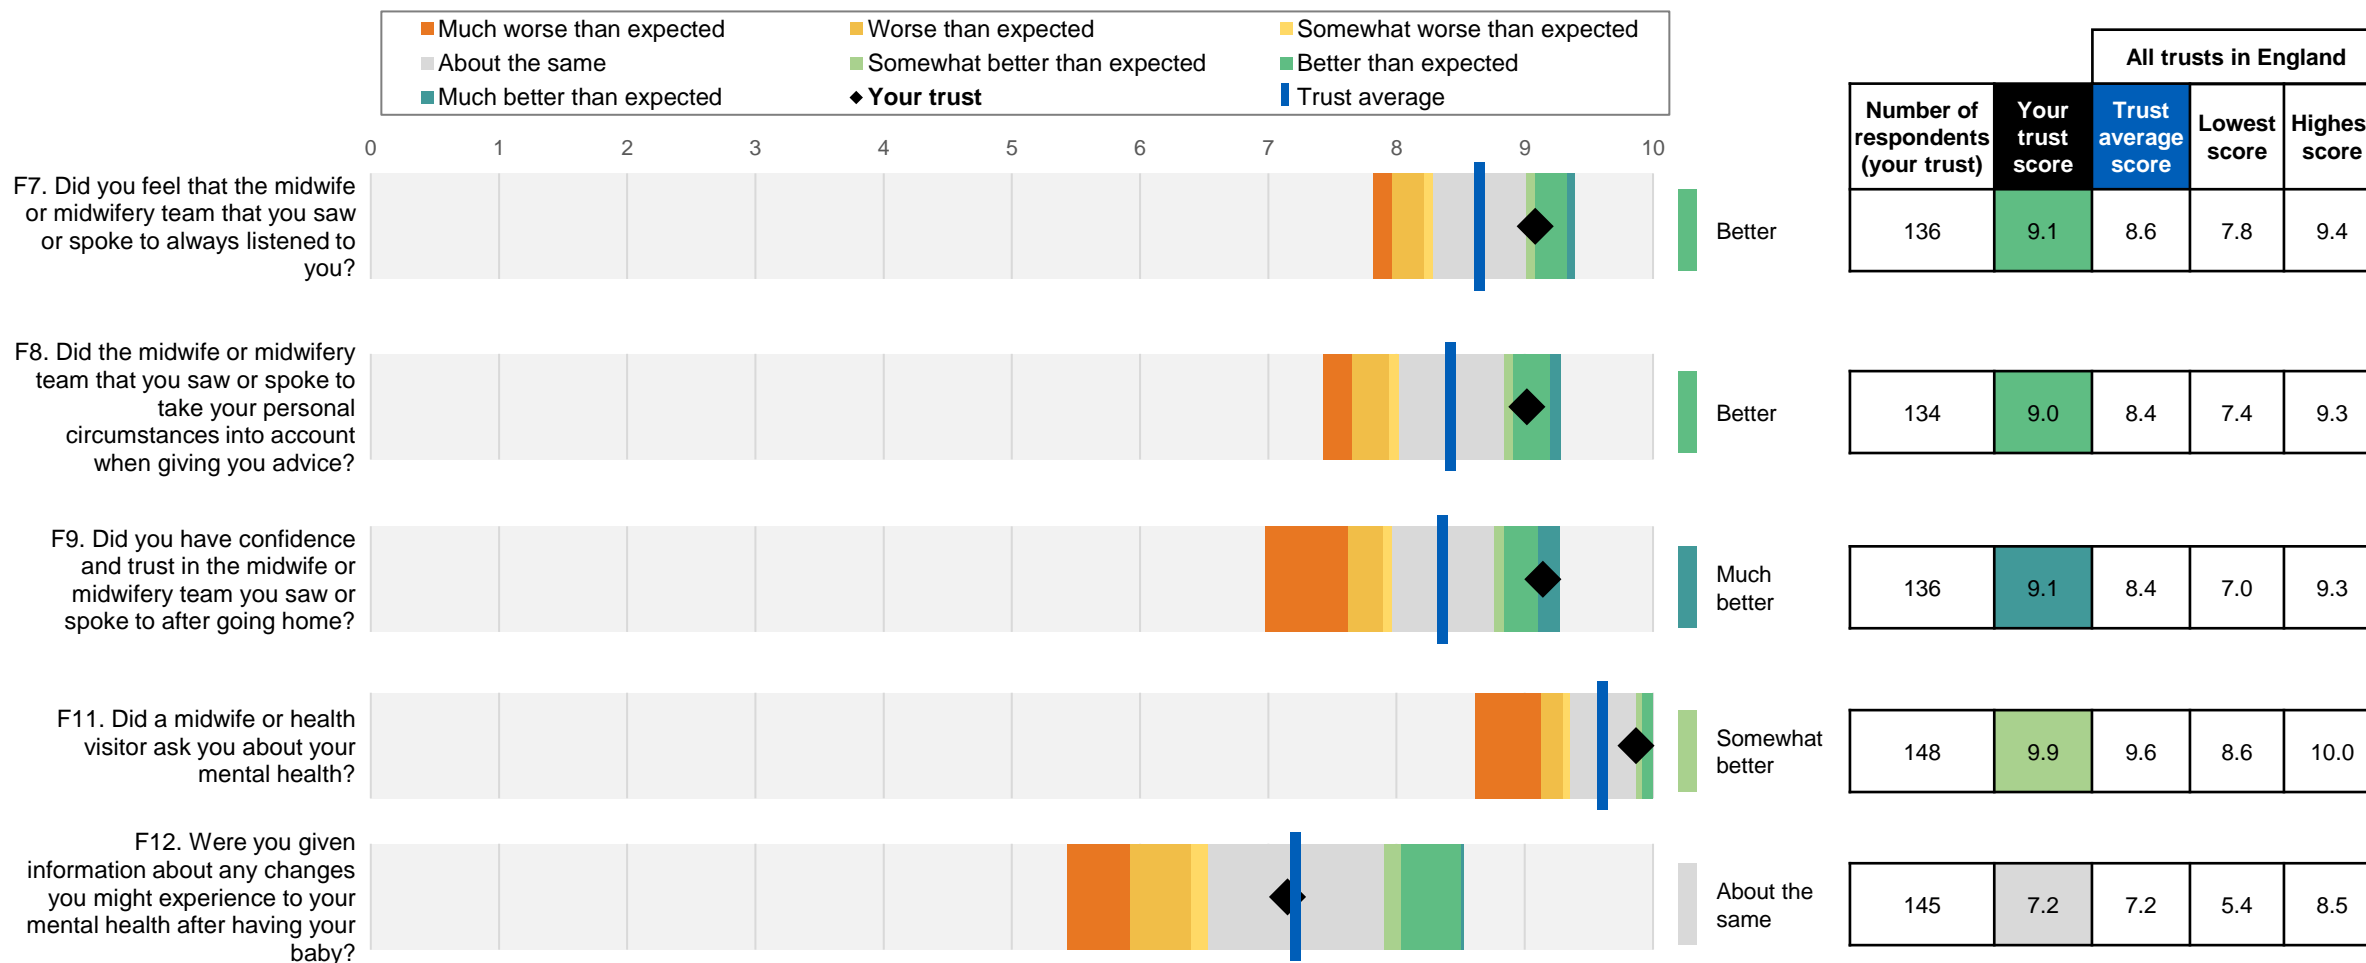 Much worse than expected
Worse than expected
Somewhat worse than expected
About the same
Somewhat better than expected
Better than expected
Much better than expected
Your trust
Trust average
All trusts in England
Number of respondents (your trust)
Your trust score
Trust average score
Lowest score
Highes score
0 1 2 3 4 5 6 7 8 9 10
F7. Did you feel that the midwife
or midwifery team that you saw
or spoke to always listened to
you?
Better
136 9.1 8.6 7.8 9.4
F8. Did the midwife or midwifery
team that you saw or spoke to
take your personal
circumstances into account
when giving you advice?
Better
134 9.0 8.4 7.4 9.3
F9. Did you have confidence
and trust in the midwife or
midwifery team you saw or
spoke to after going home?
Much
better
136 9.1 8.4 7.0 9.3
F11. Did a midwife or health
visitor ask you about your
mental health?
Somewhat
better
148 9.9 9.6 8.6 10.0
F12. Were you given
information about any changes
you might experience to your
mental health after having your
baby?
About the
same
145 7.2 7.2 5.4 8.5